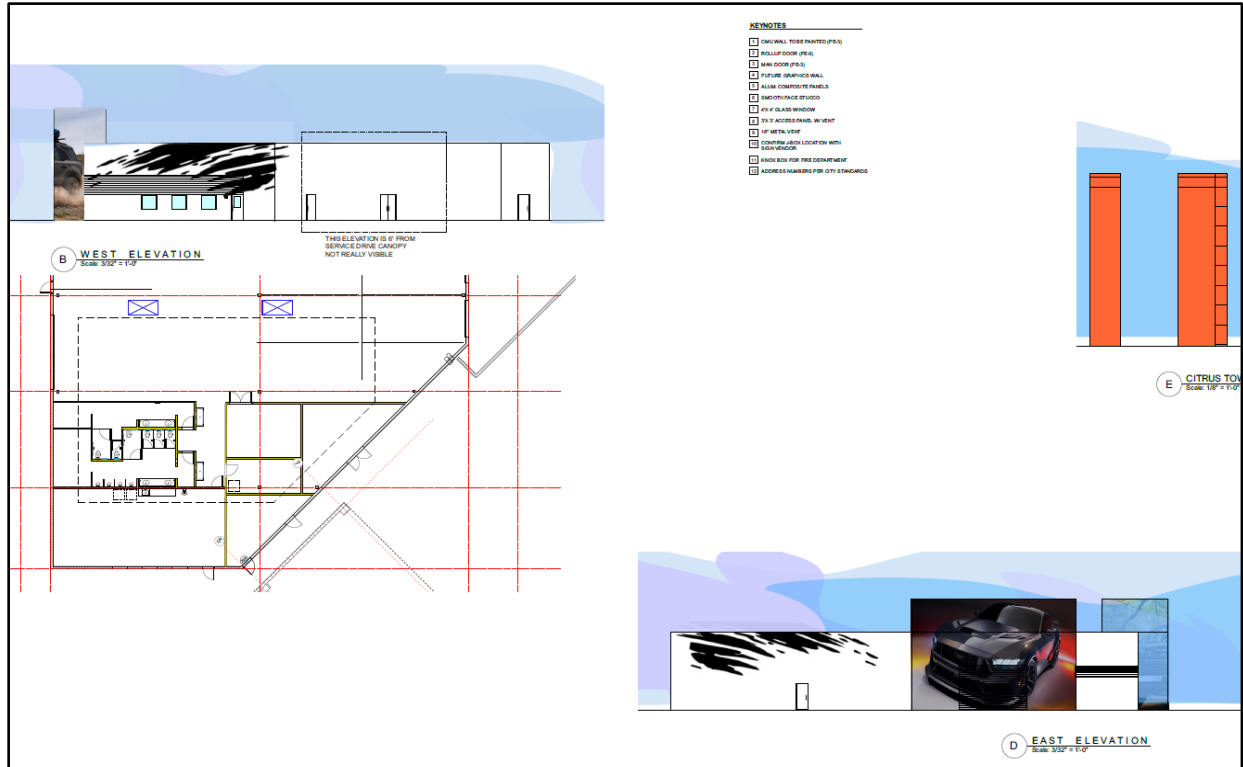 KEYNOTES
1 CMU WALL TO BE PAINTED (PE-3)
2 ROLLUP DOOR (PE-3)
3 MAN DOOR (PE-3)
4 FUTURE GRAPHICS WALL
5 ALUM. COMPOSITE PANELS
6 SMOOTH FACE STUCCO
7 4'X 4' GLASS WINDOW
8 3'X 3' ACCESS PANEL W/ VENT
9 16" METAL VENT
10 CONFIRM J-BOX LOCATION WITH
SIGN VENDOR
11 KNOX BOX FOR FIRE DEPARTMENT
12 ADDRESS NUMBERS PER CITY STANDARDS
THIS ELEVATION IS 6' FROM
SERVICE DRIVE CANOPY
NOT REALLY VISIBLE
B WEST ELEVATION
Scale: 3/32" = 1'-0"
E CITRUS TOW
Scale: 1/8" = 1'-0"
D EAST ELEVATION
Scale: 3/32" = 1'-0"